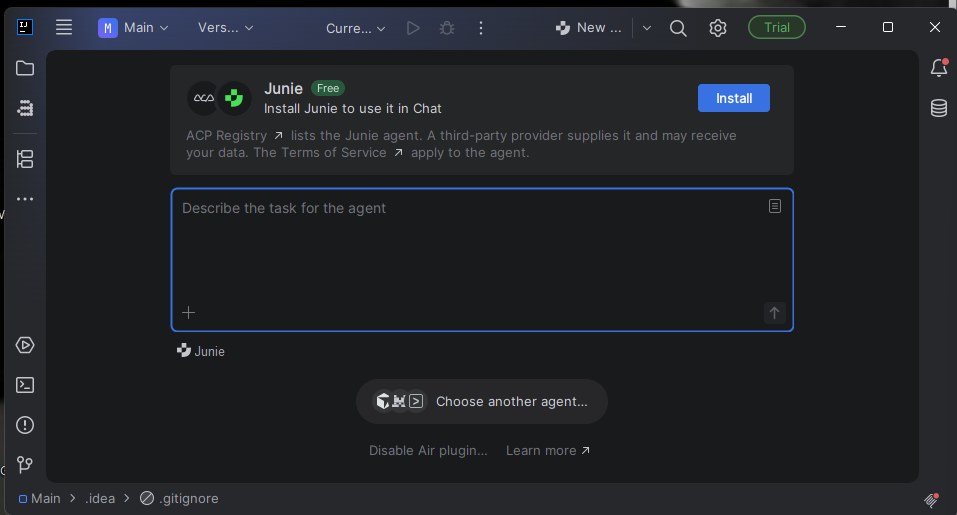 IJ
M Main
Vers...
Curre...
New ...
Trial
Junie Free
Install Junie to use it in Chat
Install
ACP Registry ↗ lists the Junie agent. A third-party provider supplies it and may receive
your data. The Terms of Service ↗ apply to the agent.
Describe the task for the agent
Junie
Choose another agent...
Disable Air plugin... Learn more ↗
Main > .idea > .gitignore